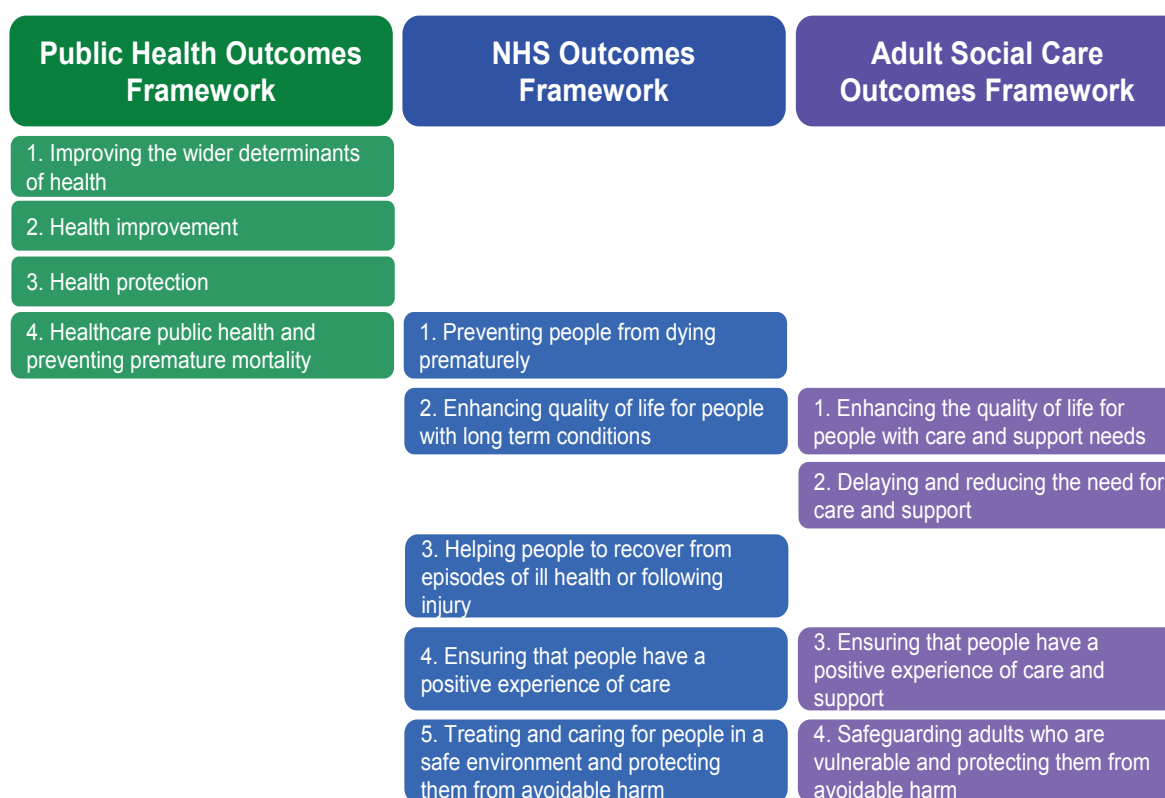 Public Health Outcomes
Framework
NHS Outcomes
Framework
Adult Social Care
Outcomes Framework
1. Improving the wider determinants
of health
2. Health improvement
3. Health protection
4. Healthcare public health and
preventing premature mortality
1. Preventing people from dying
prematurely
2. Enhancing quality of life for people
with long term conditions
1. Enhancing the quality of life for
people with care and support needs
2. Delaying and reducing the need for
care and support
3. Helping people to recover from
episodes of ill health or following
injury
4. Ensuring that people have a
positive experience of care
3. Ensuring that people have a
positive experience of care and
support
5. Treating and caring for people in a
safe environment and protecting
them from avoidable harm
4. Safeguarding adults who are
vulnerable and protecting them from
avoidable harm